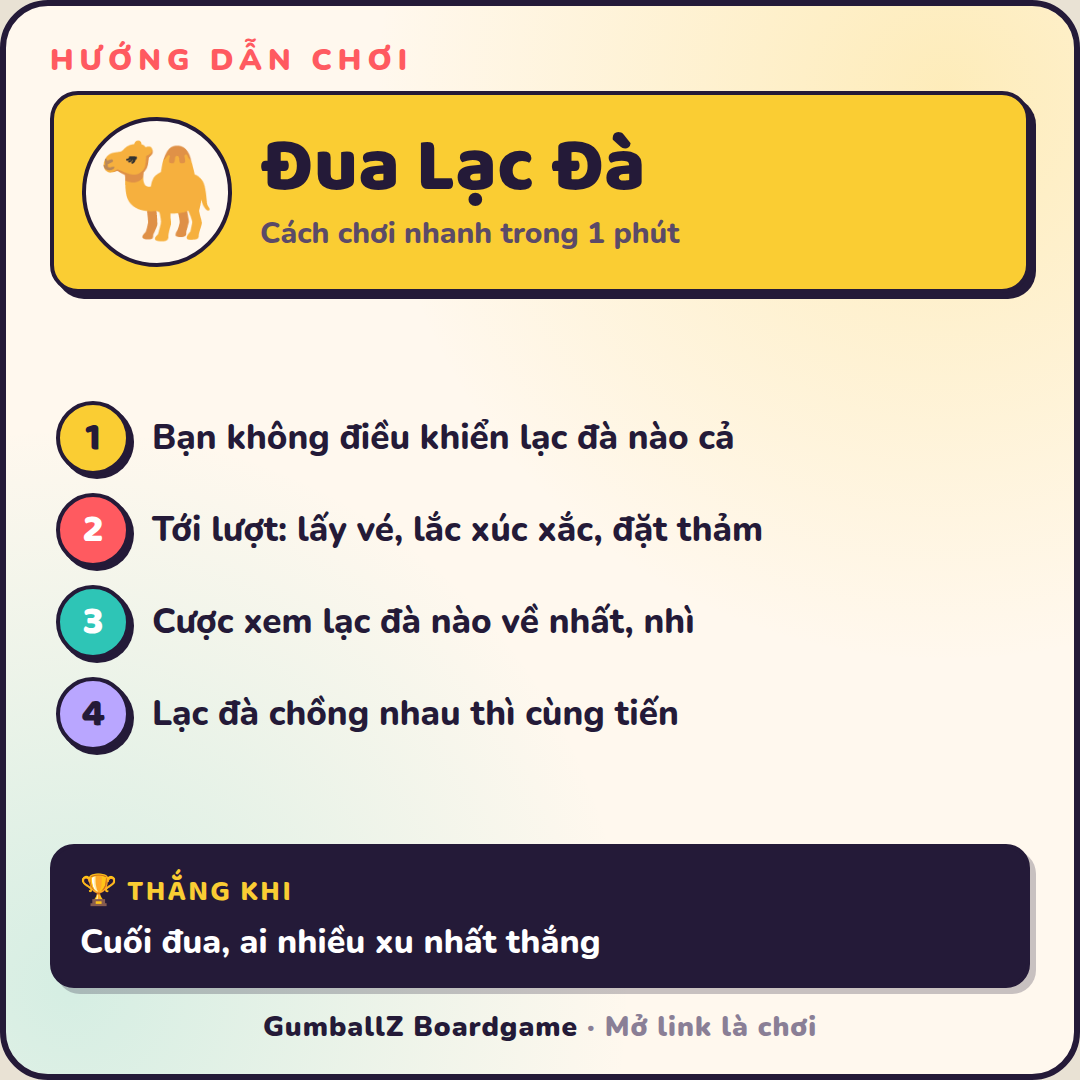 HƯỚNG DẪN CHƠI
Đua Lạc Đà
Cách chơi nhanh trong 1 phút
1 Bạn không điều khiển lạc đà nào cả
2 Tới lượt: lấy vé, lắc xúc xắc, đặt thảm
3 Cược xem lạc đà nào về nhất, nhì
4 Lạc đà chồng nhau thì cùng tiến
🏆 THẮNG KHI
Cuối đua, ai nhiều xu nhất thắng
GumballZ Boardgame · Mở link là chơi